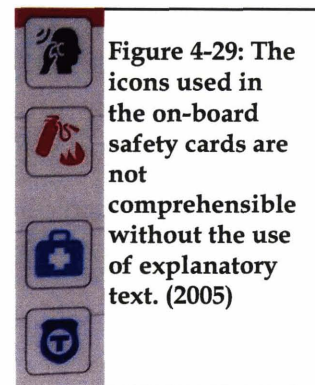 Figure 4-29: The
icons used in
the on-board
safety cards are
not
comprehensible
without the use
of explanatory
text. (2005)
T